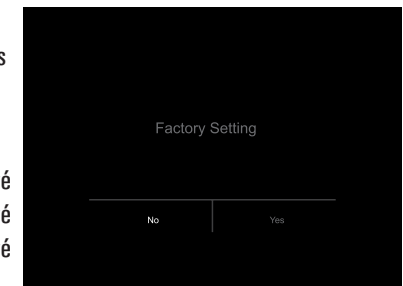 s
Factory Setting
é
é
No Yes
é